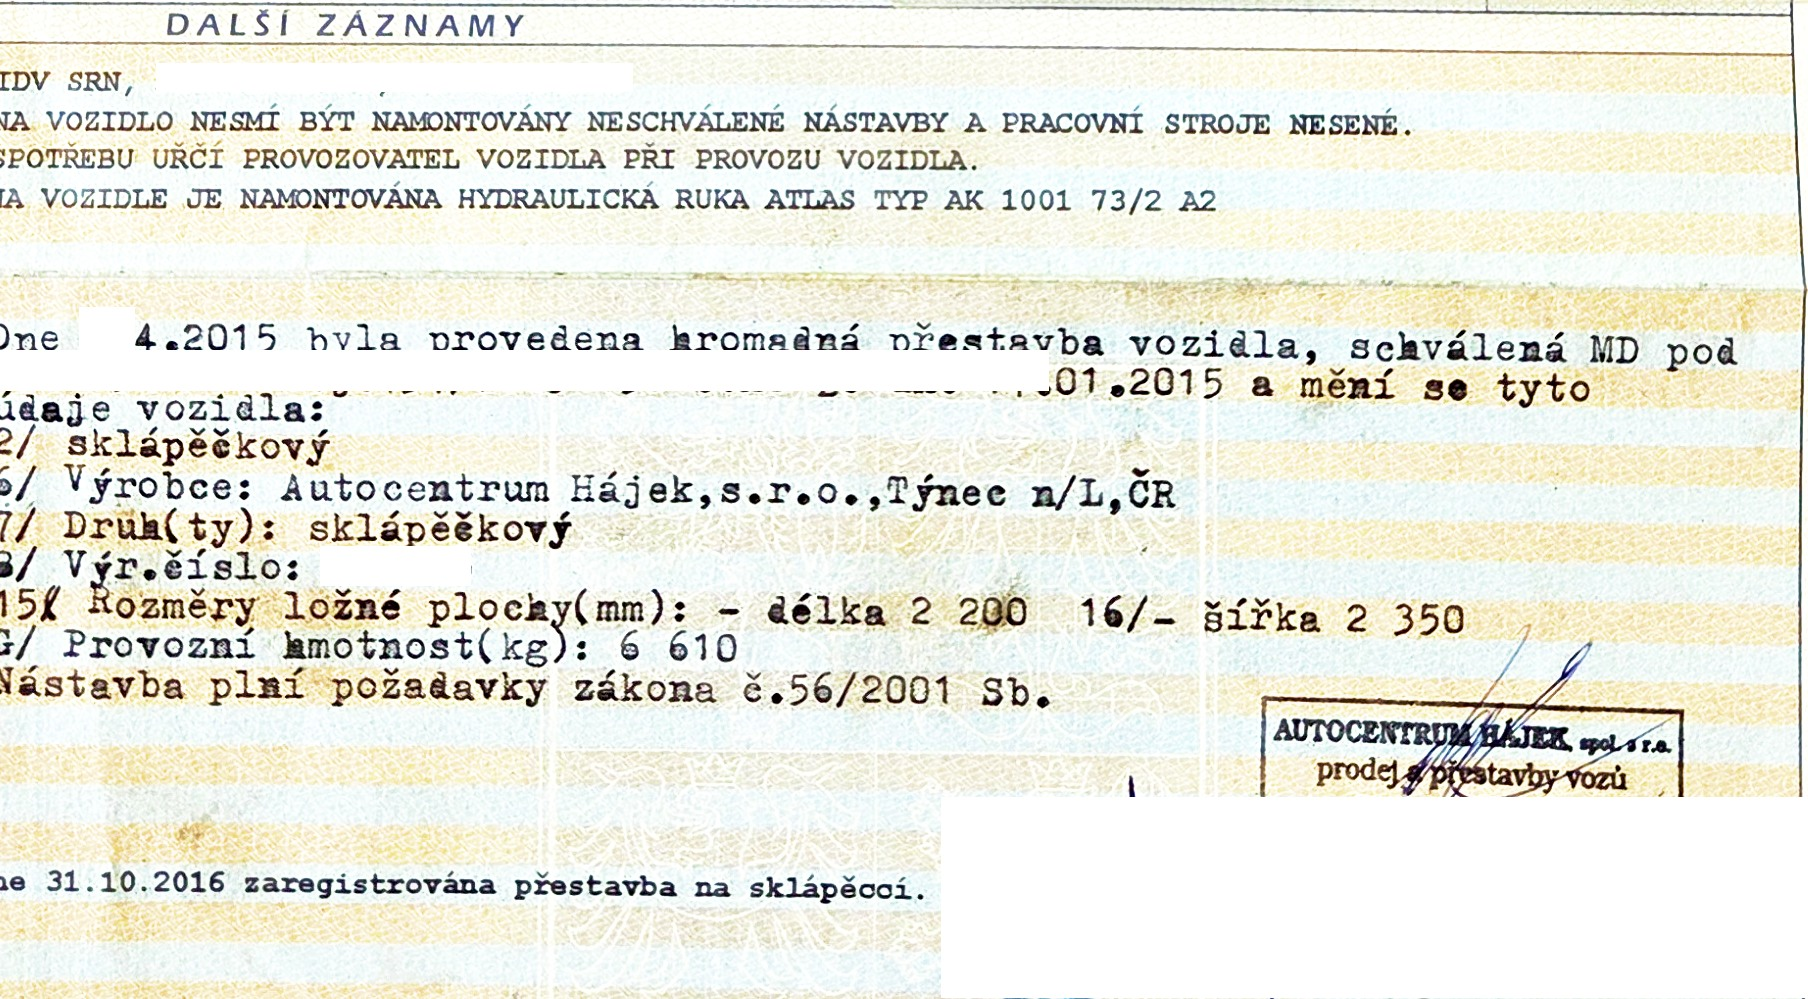 DALŠÍ ZÁZNAMY
IDV SRN,
NA VOZIDLO NESMÍ BÝT NAMONTOVÁNY NESCHVÁLENÉ NÁSTAVBY A PRACOVNÍ STROJE NESENÉ.
SPOTŘEBU URČÍ PROVOZOVATEL VOZIDLA PŘI PROVOZU VOZIDLA.
NA VOZIDLE JE NAMONTOVÁNA HYDRAULICKÁ RUKA ATLAS TYP AK 1001 73/2 A2
Dne 4.2015 byla provedena hromadná přestavba vozidla, schválená MD pod
.01.2015 a mění se tyto
údaje vozidla:
2/ sklápěčkový
6/ Výrobce: Autocentrum Hájek,s.r.o.,Týnec n/L,ČR
7/ Druh(ty): sklápěčkový
8/ Výr.číslo:
15/ Rozměry ložné plochy(mm): - délka 2 200 16/- šířka 2 350
G/ Provozní hmotnost(kg): 6 610
Nástavba plní požadavky zákona č.56/2001 Sb.
AUTOCENTRUM HÁJEK, spol. s r.o.
prodej a přestavby vozů
ne 31.10.2016 zaregistrována přestavba na sklápěccí.